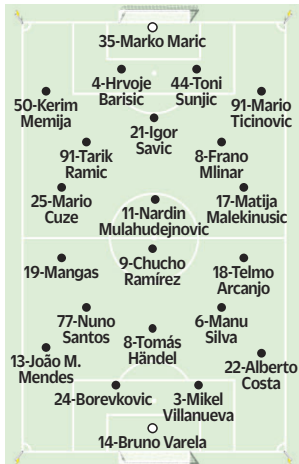 35-Marko Maric
4-Hrvoje
Barisic
44-Toni
Sunjic
50-Kerim
Memija
91-Mario
Ticinovic
21-Igor
Savic
91-Tarik
Ramic
8-Frano
Mlinar
25-Mario
Cuze
17-Matija
Malekinusic
11-Nardin
Mulahudejnovic
9-Chucho
Ramírez
19-Mangas
18-Telmo
Arcanjo
77-Nuno
Santos
6-Manu
Silva
8-Tomás
Händel
13-João M.
Mendes
22-Alberto
Costa
24-Borevkovic
3-Mikel
Villanueva
14-Bruno Varela